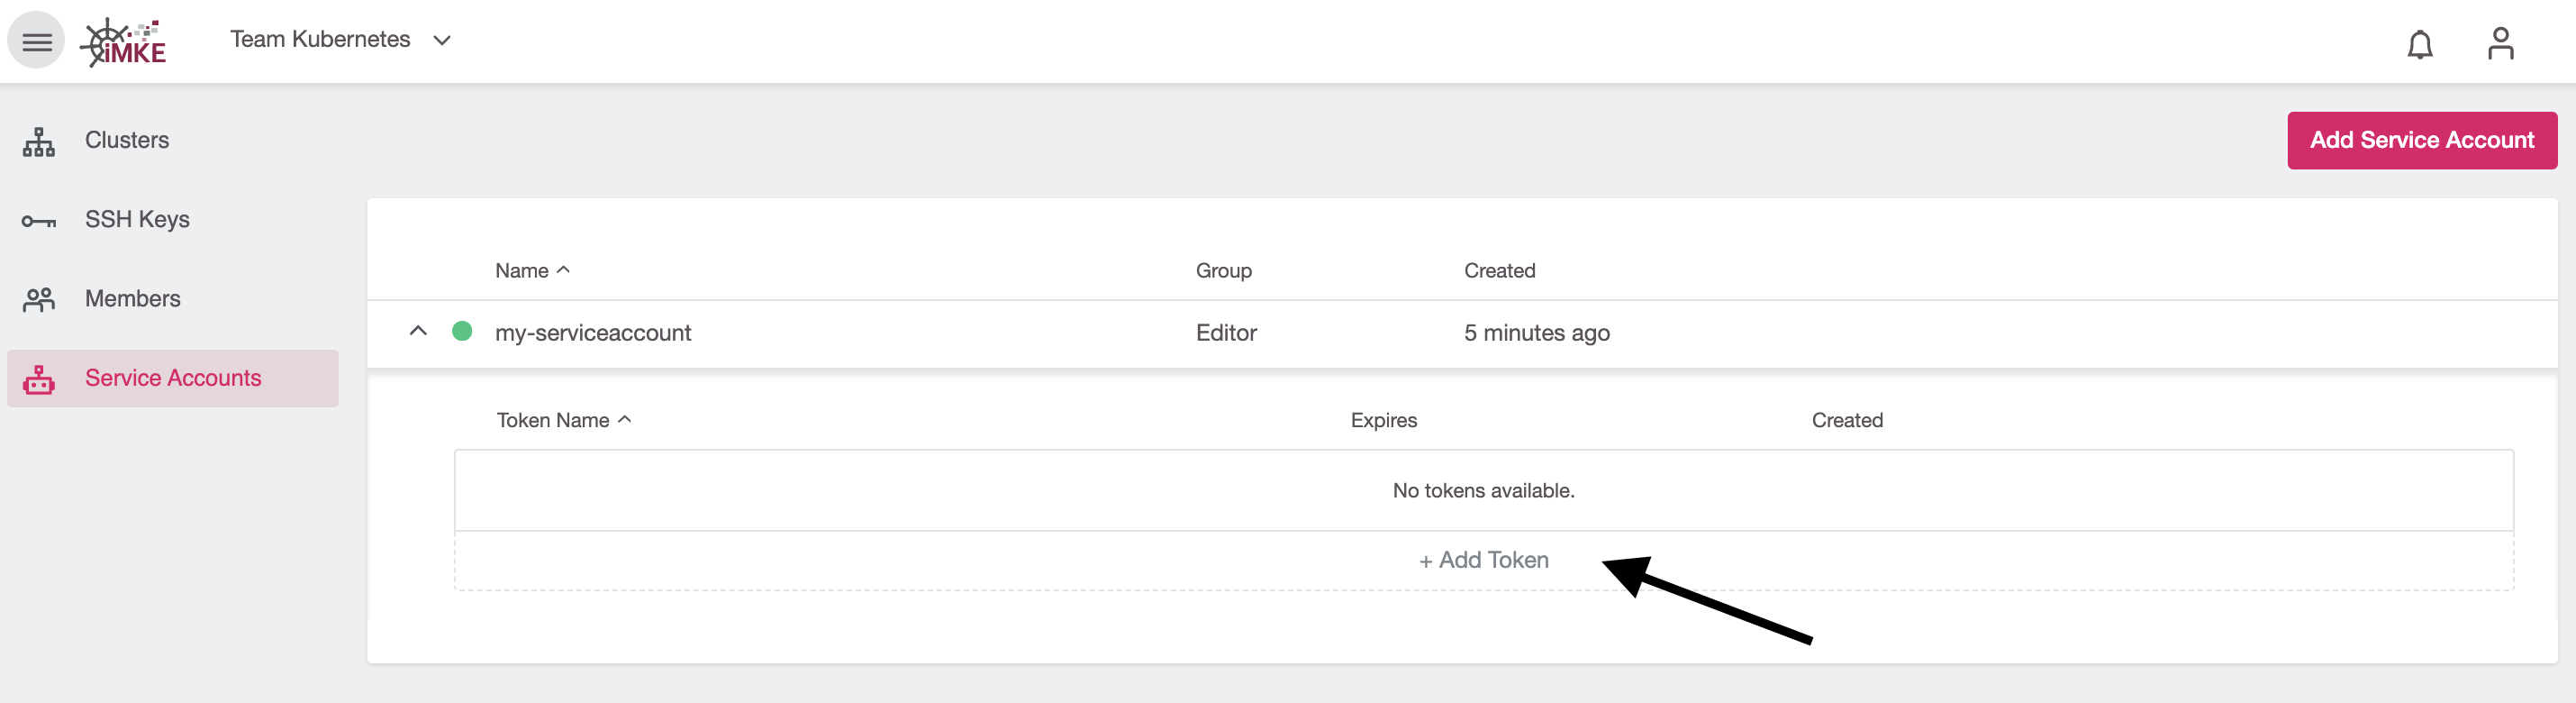 iMKE
Team Kubernetes
Clusters
Add Service Account
SSH Keys
Name Group Created
Members
my-serviceaccount Editor 5 minutes ago
Service Accounts
Token Name Expires Created
No tokens available.
+ Add Token